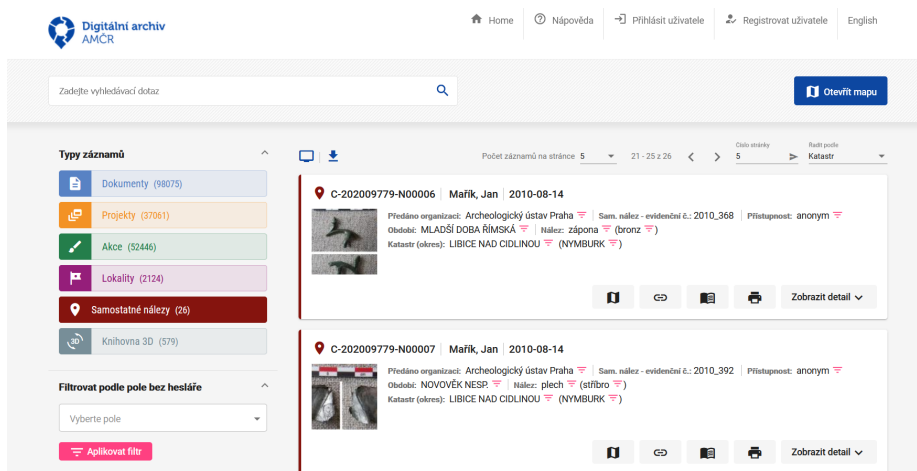 Digitální archiv
AMČR
Home
Nápověda
Přihlásit uživatele
Registrovat uživatele
English
Zadejte vyhledávací dotaz
Otevřít mapu
Typy záznamů
Dokumenty (98075)
Projekty (37061)
Akce (52446)
Lokality (2124)
Samostatné nálezy (26)
3D
Knihovna 3D (579)
Filtrovat podle pole bez hesláře
Vyberte pole
Aplikovat filtr
Počet záznamů na stránce 5
21 - 25 z 26
Číslo stránky
5
Řadit podle
Katastr
C-202009779-N00006 Mařík, Jan 2010-08-14
Předáno organizaci: Archeologický ústav Praha Sam. nález - evidenční č.: 2010_368 Přístupnost: anonym
Období: MLADŠÍ DOBA ŘÍMSKÁ Nález: zápona (bronz)
Katastr (okres): LIBICE NAD CIDLINOU (NYMBURK)
Zobrazit detail
C-202009779-N00007 Mařík, Jan 2010-08-14
Předáno organizaci: Archeologický ústav Praha Sam. nález - evidenční č.: 2010_392 Přístupnost: anonym
Období: NOVOVĚK NESP. Nález: plech (stříbro)
Katastr (okres): LIBICE NAD CIDLINOU (NYMBURK)
Zobrazit detail